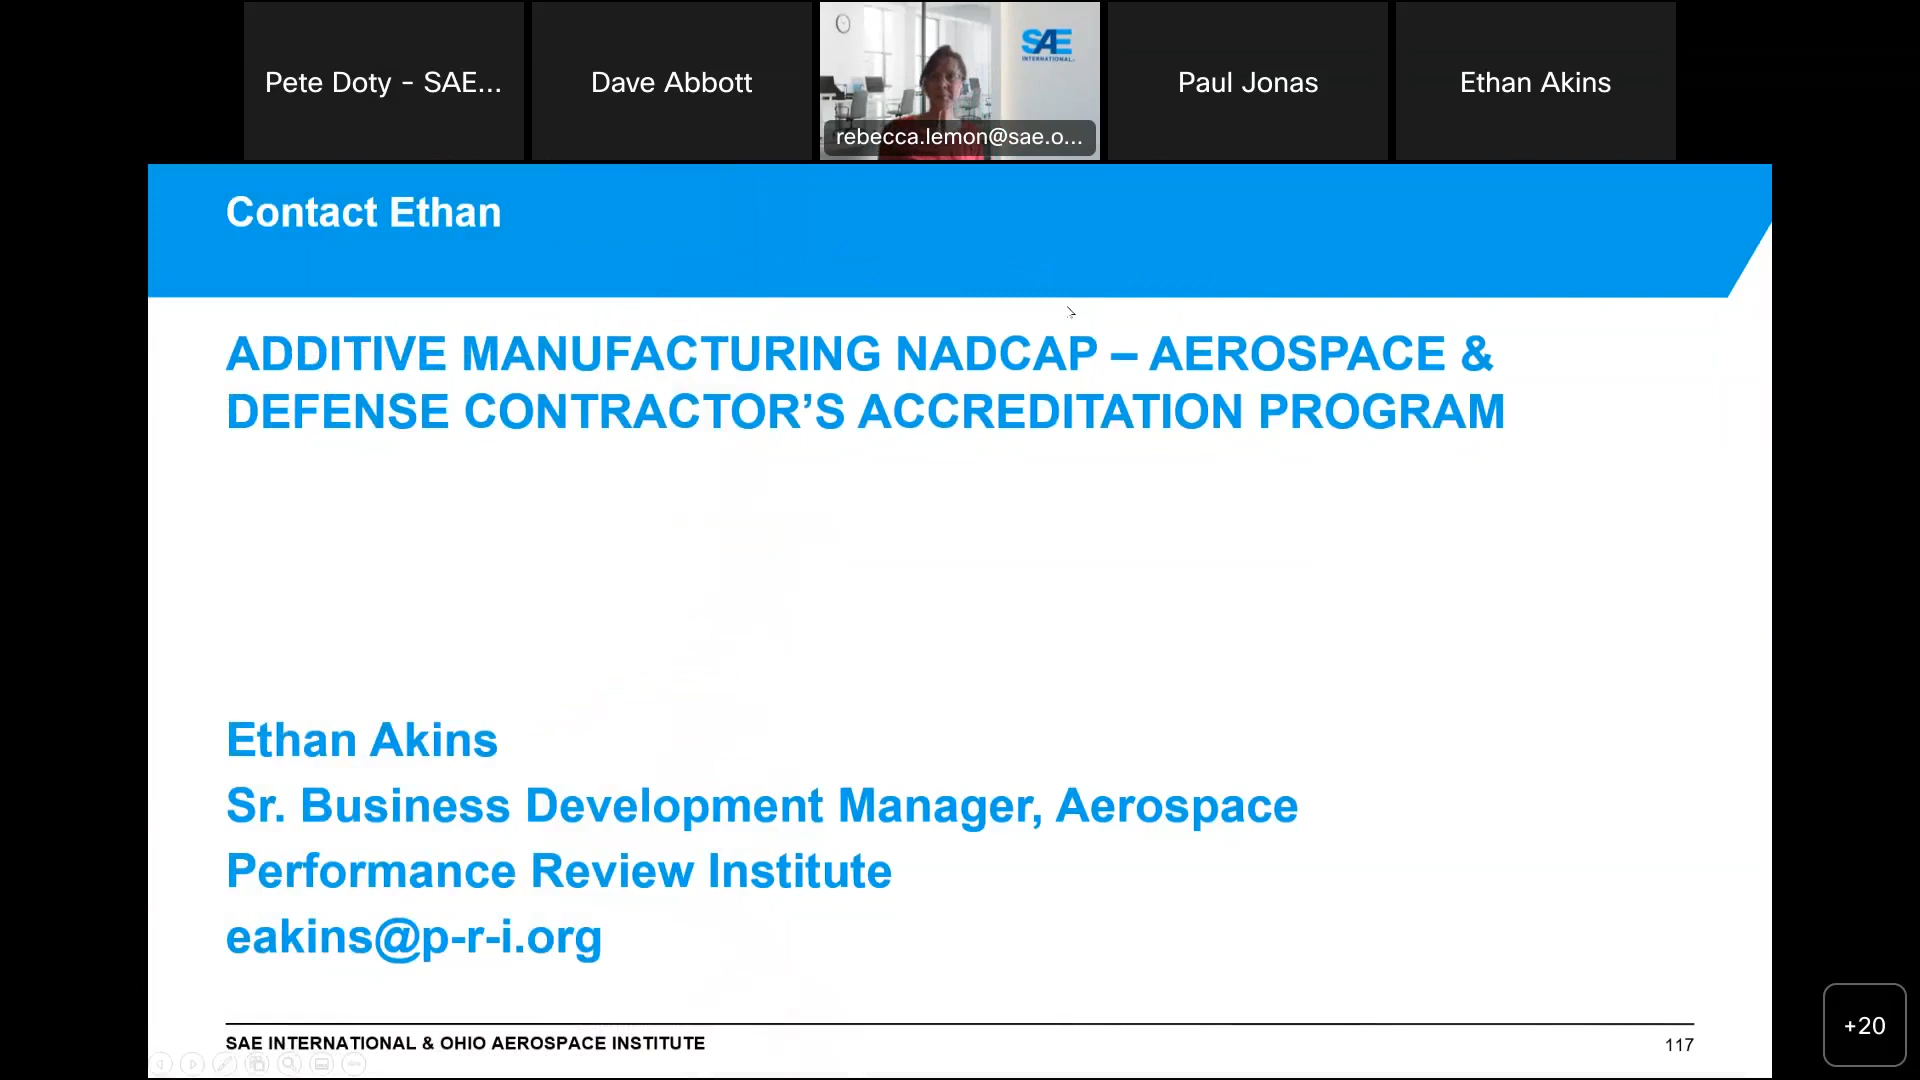 Pete Doty - SAE...
Dave Abbott
SAE
INTERNATIONAL
rebecca.lemon@sae.o...
Paul Jonas
Ethan Akins
Contact Ethan
ADDITIVE MANUFACTURING NADCAP – AEROSPACE &
DEFENSE CONTRACTOR’S ACCREDITATION PROGRAM
Ethan Akins
Sr. Business Development Manager, Aerospace
Performance Review Institute
eakins@p-r-i.org
SAE INTERNATIONAL & OHIO AEROSPACE INSTITUTE
117
+20